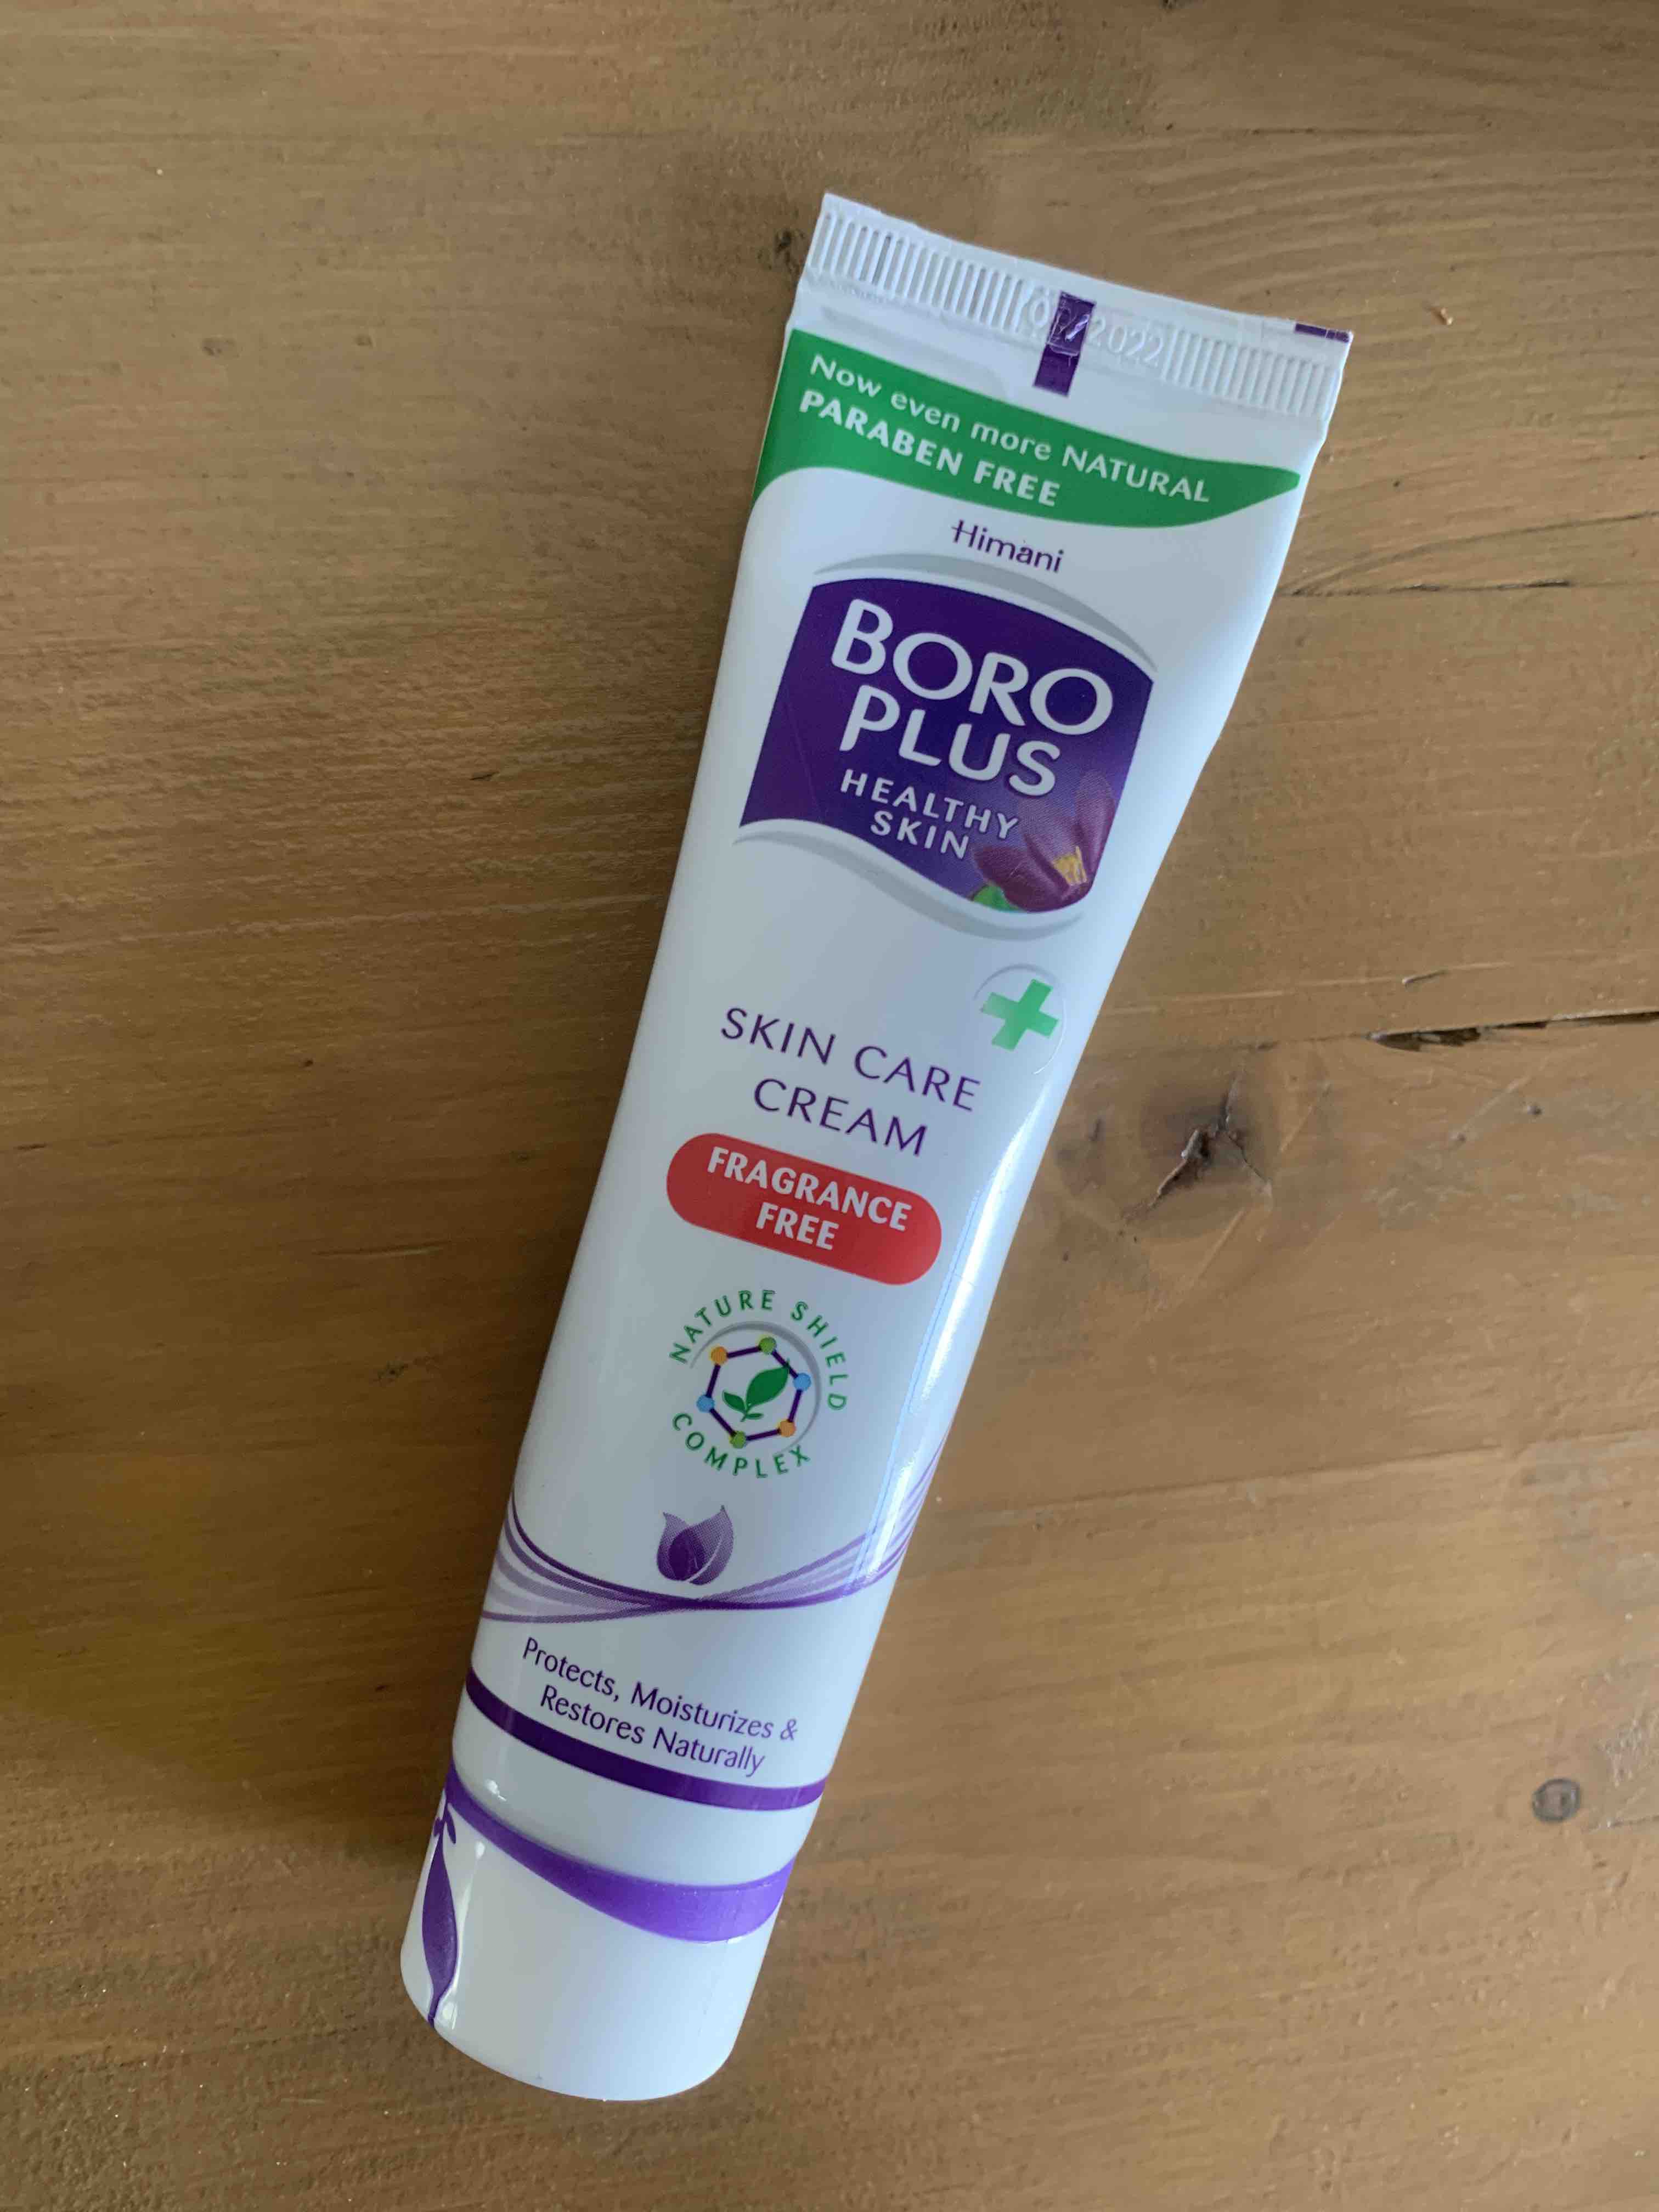 Now even more NATURAL
PARABEN FREE
Himani
BORO
PLUS
HEALTHY
SKIN
SKIN CARE
CREAM
FRAGRANCE
FREE
NATURE SHIELD
COMPLEX
Protects, Moisturizes &
Restores Naturally